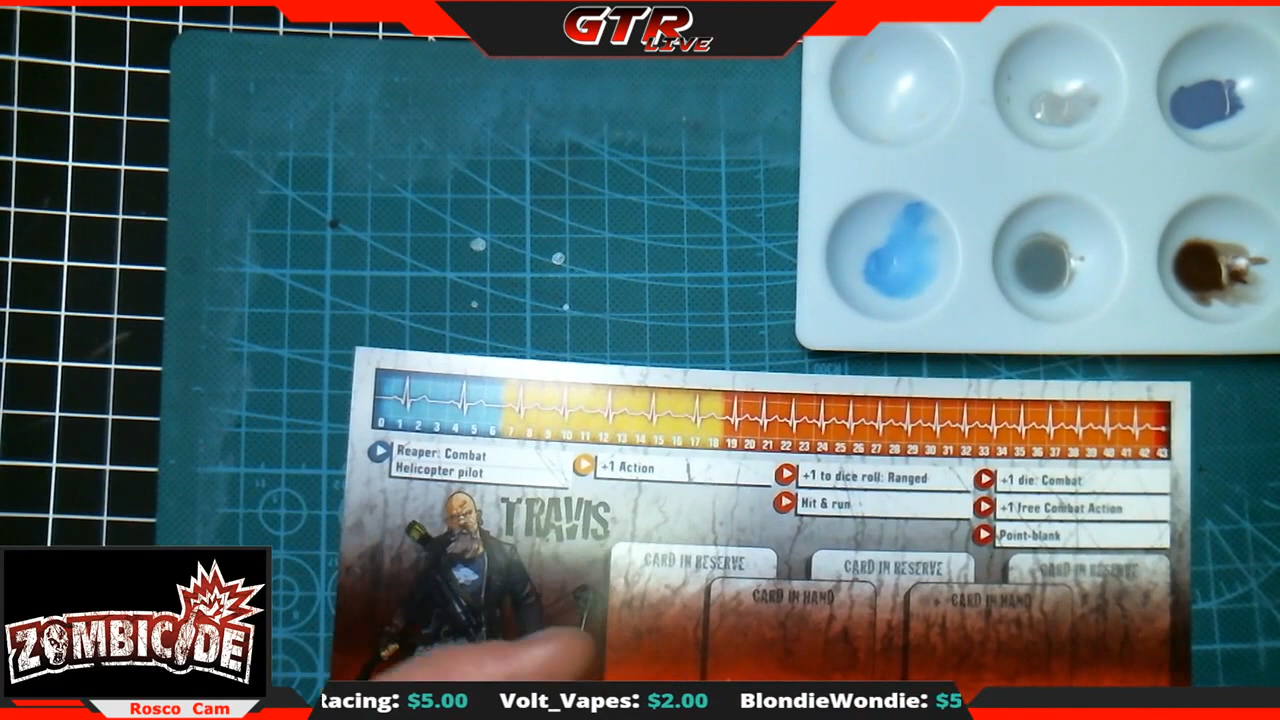 GTR
LIVE
0 1 2 3 4 5 6 7 8 9 10 11 12 13 14 15 16 17 18 19 20 21 22 23 24 25 26 27 28 29 30 31 32 33 34 35 36 37 38 39 40 41 42 43
Reaper: Combat
Helicopter pilot
+1 Action
+1 to dice roll: Ranged
Hit & run
+1 die: Combat
+1 free Combat Action
Point-blank
TRAVIS
CARD IN RESERVE
CARD IN RESERVE
CARD IN RESERVE
CARD IN HAND
CARD IN HAND
ZOMBICIDE
Rosco Cam
Racing: $5.00 Volt_Vapes: $2.00 BlondieWondie: $5